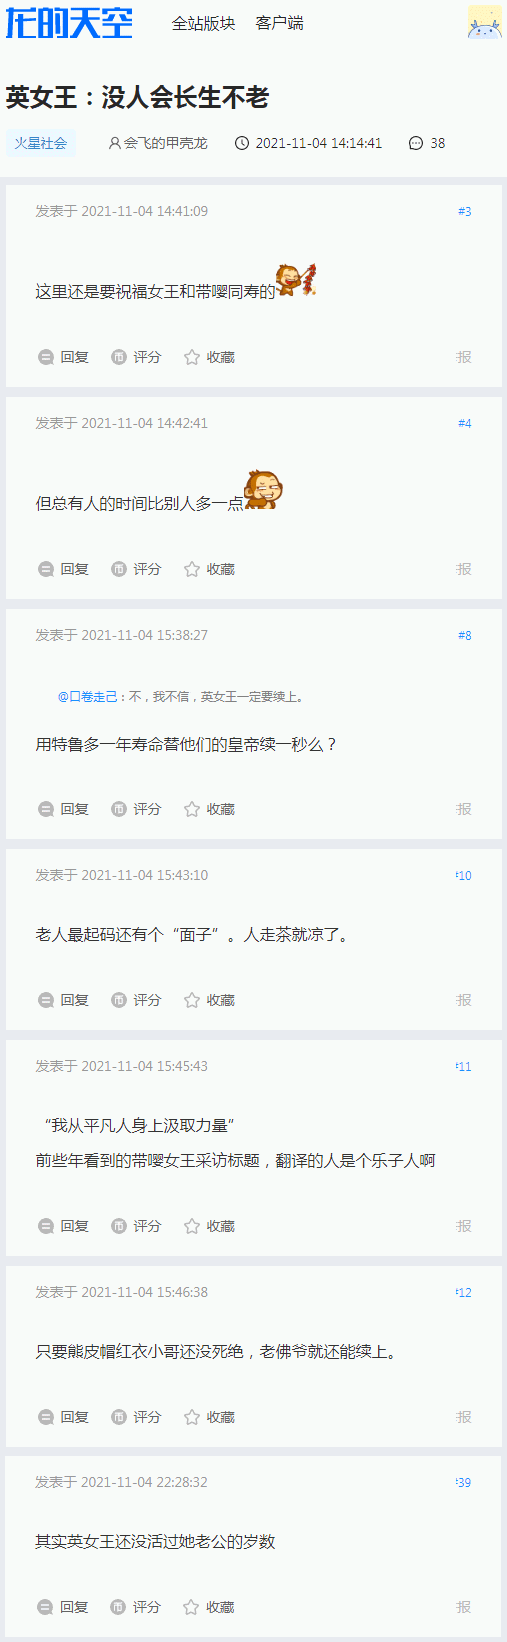 龙的天空 全站版块 客户端
英女王：没人会长生不老
火星社会 会飞的甲壳龙 2021-11-04 14:14:41 38
发表于 2021-11-04 14:41:09 #3
这里还是要祝福女王和带嘤同寿的
回复 评分 收藏 报
发表于 2021-11-04 14:42:41 #4
但总有人的时间比别人多一点
回复 评分 收藏 报
发表于 2021-11-04 15:38:27 #8
@口卷走己：不，我不信，英女王一定要续上。
用特鲁多一年寿命替他们的皇帝续一秒么？
回复 评分 收藏 报
发表于 2021-11-04 15:43:10 #10
老人最起码还有个“面子”。人走茶就凉了。
回复 评分 收藏 报
发表于 2021-11-04 15:45:43 #11
“我从平凡人身上汲取力量”
前些年看到的带嘤女王采访标题，翻译的人是个乐子人啊
回复 评分 收藏 报
发表于 2021-11-04 15:46:38 #12
只要熊皮帽红衣小哥还没死绝，老佛爷就还能续上。
回复 评分 收藏 报
发表于 2021-11-04 22:28:32 #39
其实英女王还没活过她老公的岁数
回复 评分 收藏 报